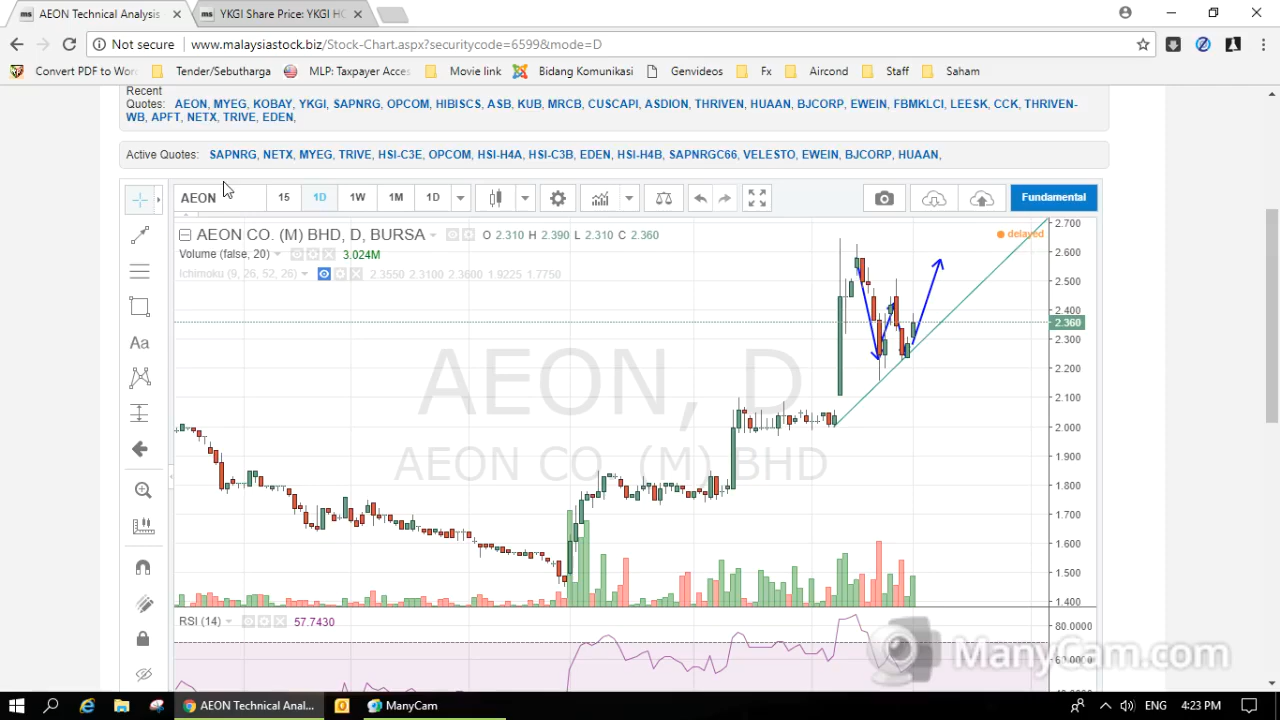 AEON Technical Analysis
YKGI Share Price: YKGI HO
Not secure
www.malaysiastock.biz/Stock-Chart.aspx?securitycode=6599&mode=D
Convert PDF to Word
Tender/Sebutharga
MLP: Taxpayer Acces
Movie link
Bidang Komunikasi
Genvideos
Fx
Aircond
Staff
Saham
Recent
Quotes: AEON, MYEG, KOBAY, YKGI, SAPNRG, OPCOM, HIBISCS, ASB, KUB, MRCB, CUSCAPI, ASDION, THRIVEN, HUAAN, BJCORP, EWEIN, FBMKLCI, LEESK, CCK, THRIVEN-
WB, APFT, NETX, TRIVE, EDEN,
Active Quotes: SAPNRG, NETX, MYEG, TRIVE, HSI-C3E, OPCOM, HSI-H4A, HSI-C3B, EDEN, HSI-H4B, SAPNRGC66, VELESTO, EWEIN, BJCORP, HUAAN,
AEON 15 1D 1W 1M 1D Fundamental
AEON CO. (M) BHD, D, BURSA O 2.310 H 2.390 L 2.310 C 2.360
delayed
Volume (false, 20) 3.024M
Ichimoku (9, 26, 52, 26) 2.3550 2.3100 2.3600 1.9225 1.7750
Aa
AEON, D
AEON CO. (M) BHD
2.700
2.600
2.500
2.400
2.360
2.300
2.200
2.100
2.000
1.900
1.800
1.700
1.600
1.500
1.400
RSI (14) 57.7430
80.0000
60.0000
40.0000
ManyCam.com
AEON Technical Anal...
ManyCam
ENG
4:23 PM